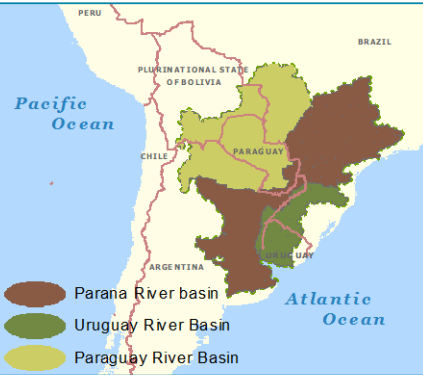 PERU
BRAZIL
PLURINATIONAL STATE
OF BOLIVIA
Pacific
Ocean
PARAGUAY
CHILE
URUGUAY
ARGENTINA
Parana River basin
Atlantic
Ocean
Uruguay River Basin
Paraguay River Basin